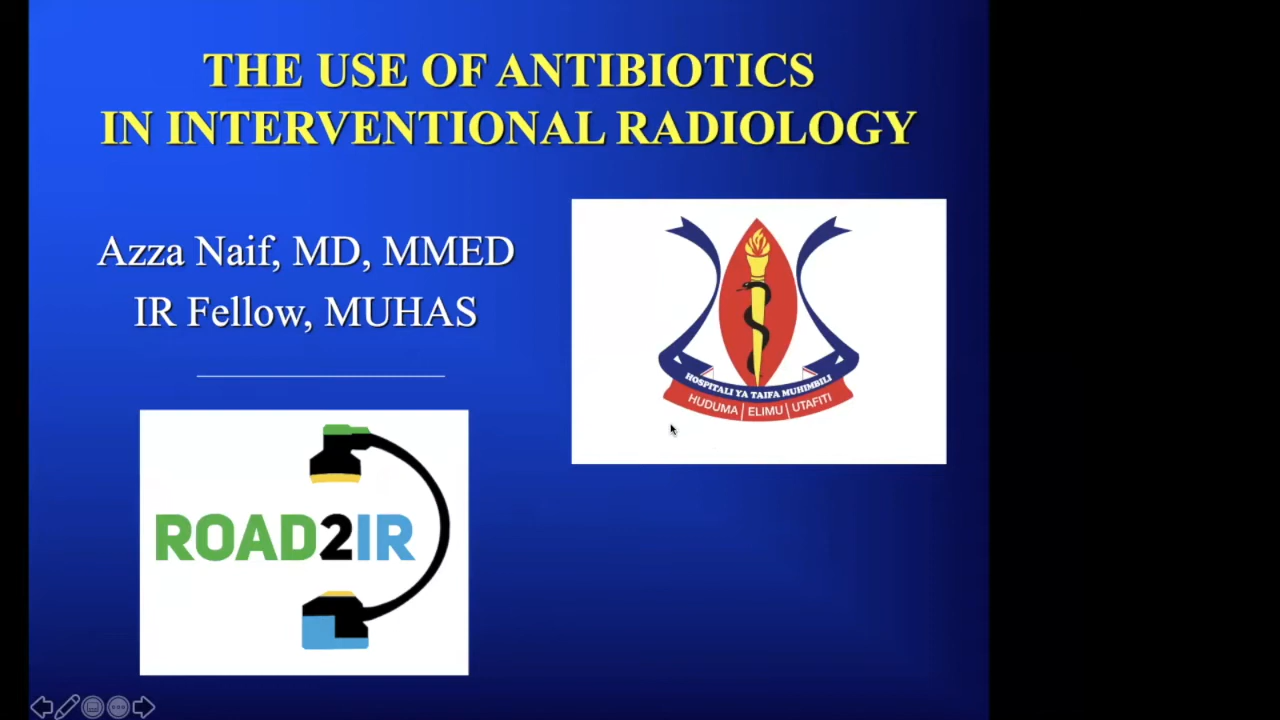 THE USE OF ANTIBIOTICS
IN INTERVENTIONAL RADIOLOGY
Azza Naif, MD, MMED
IR Fellow, MUHAS
HOSPITALI YA TAIFA MUHIMBILI
HUDUMA | ELIMU | UTAFITI
ROAD2IR